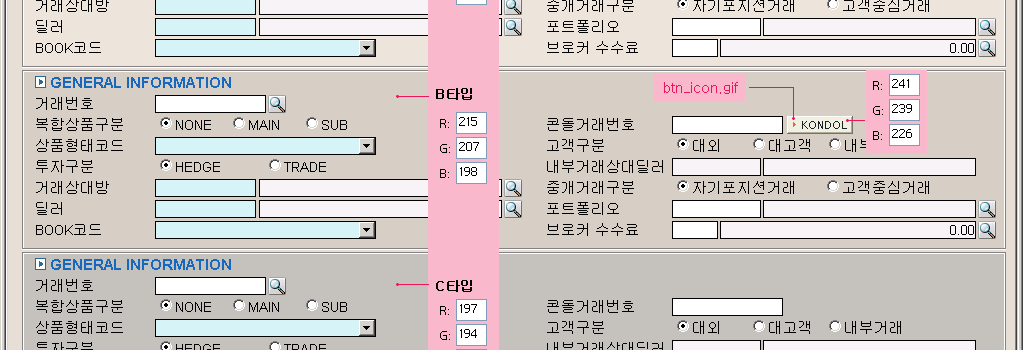 거래상대방 중개거래구분 자기포지션거래 고객중심거래
딜러 포트폴리오
BOOK코드 브로커 수수료 0.00
GENERAL INFORMATION
R: 241
btn_icon.gif
거래번호 B타입
G: 239
복합상품구분 NONE MAIN SUB R: 215 콘돌거래번호 KONDOL
B: 226
상품형태코드 G: 207 고객구분 대외 대고객
투자구분 HEDGE TRADE B: 198 내부거래상대딜러
거래상대방 중개거래구분 자기포지션거래 고객중심거래
딜러 포트폴리오
BOOK코드 브로커 수수료 0.00
GENERAL INFORMATION
거래번호 C타입
복합상품구분 NONE MAIN SUB R: 197 콘돌거래번호
상품형태코드 G: 194 고객구분 대외 대고객 내부거래
투자구분 HEDGE TRADE 내부거래상대딜러